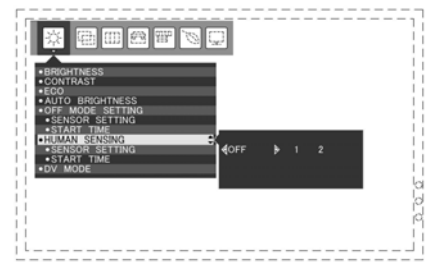 •BRIGHTNESS
•CONTRAST
•ECO
•AUTO BRIGHTNESS
•OFF MODE SETTING
•SENSOR SETTING
•START TIME
•HUMAN SENSING
OFF 1 2
•SENSOR SETTING
•START TIME
•DV MODE